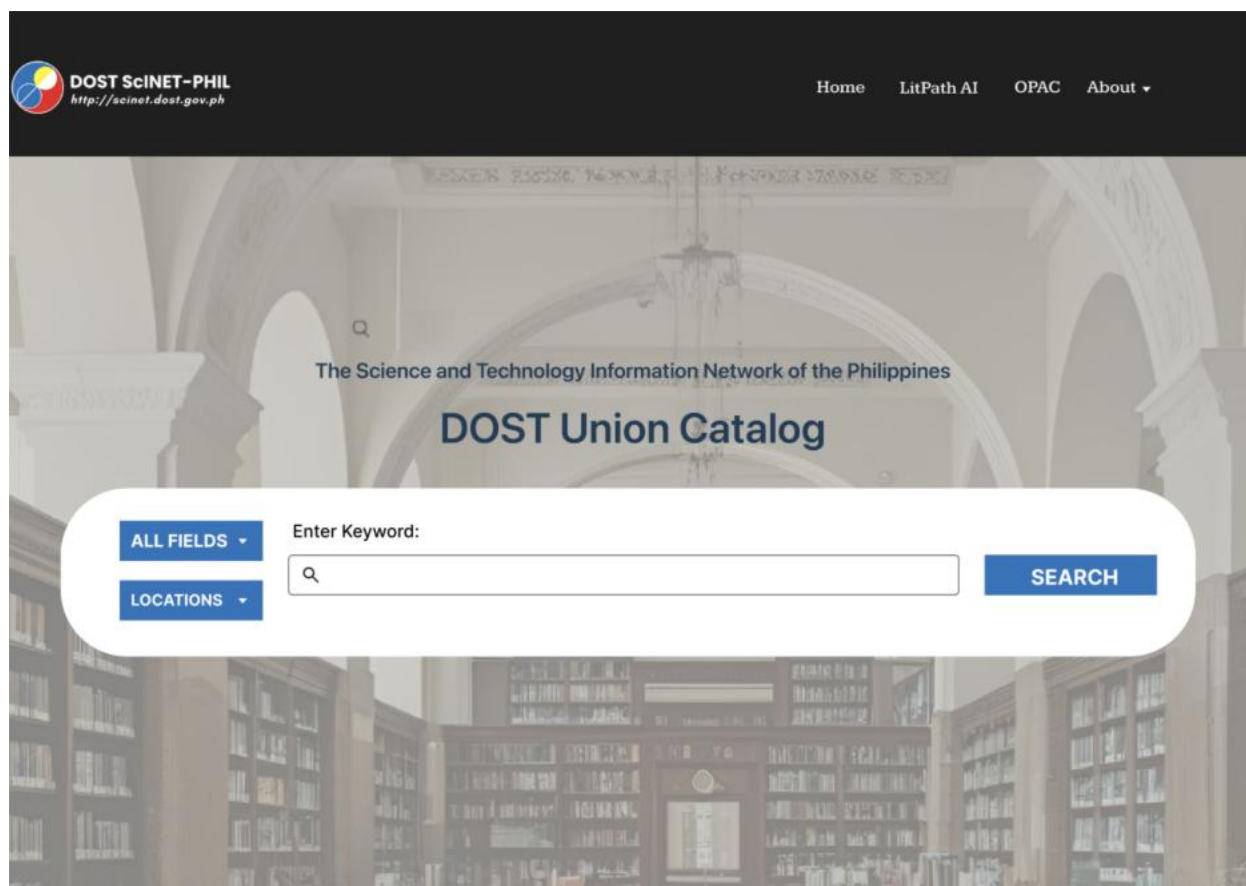 DOST ScINET-PHIL
http://scinet.dost.gov.ph
Home LitPath AI OPAC About
The Science and Technology Information Network of the Philippines
DOST Union Catalog
ALL FIELDS
Enter Keyword:
LOCATIONS
SEARCH